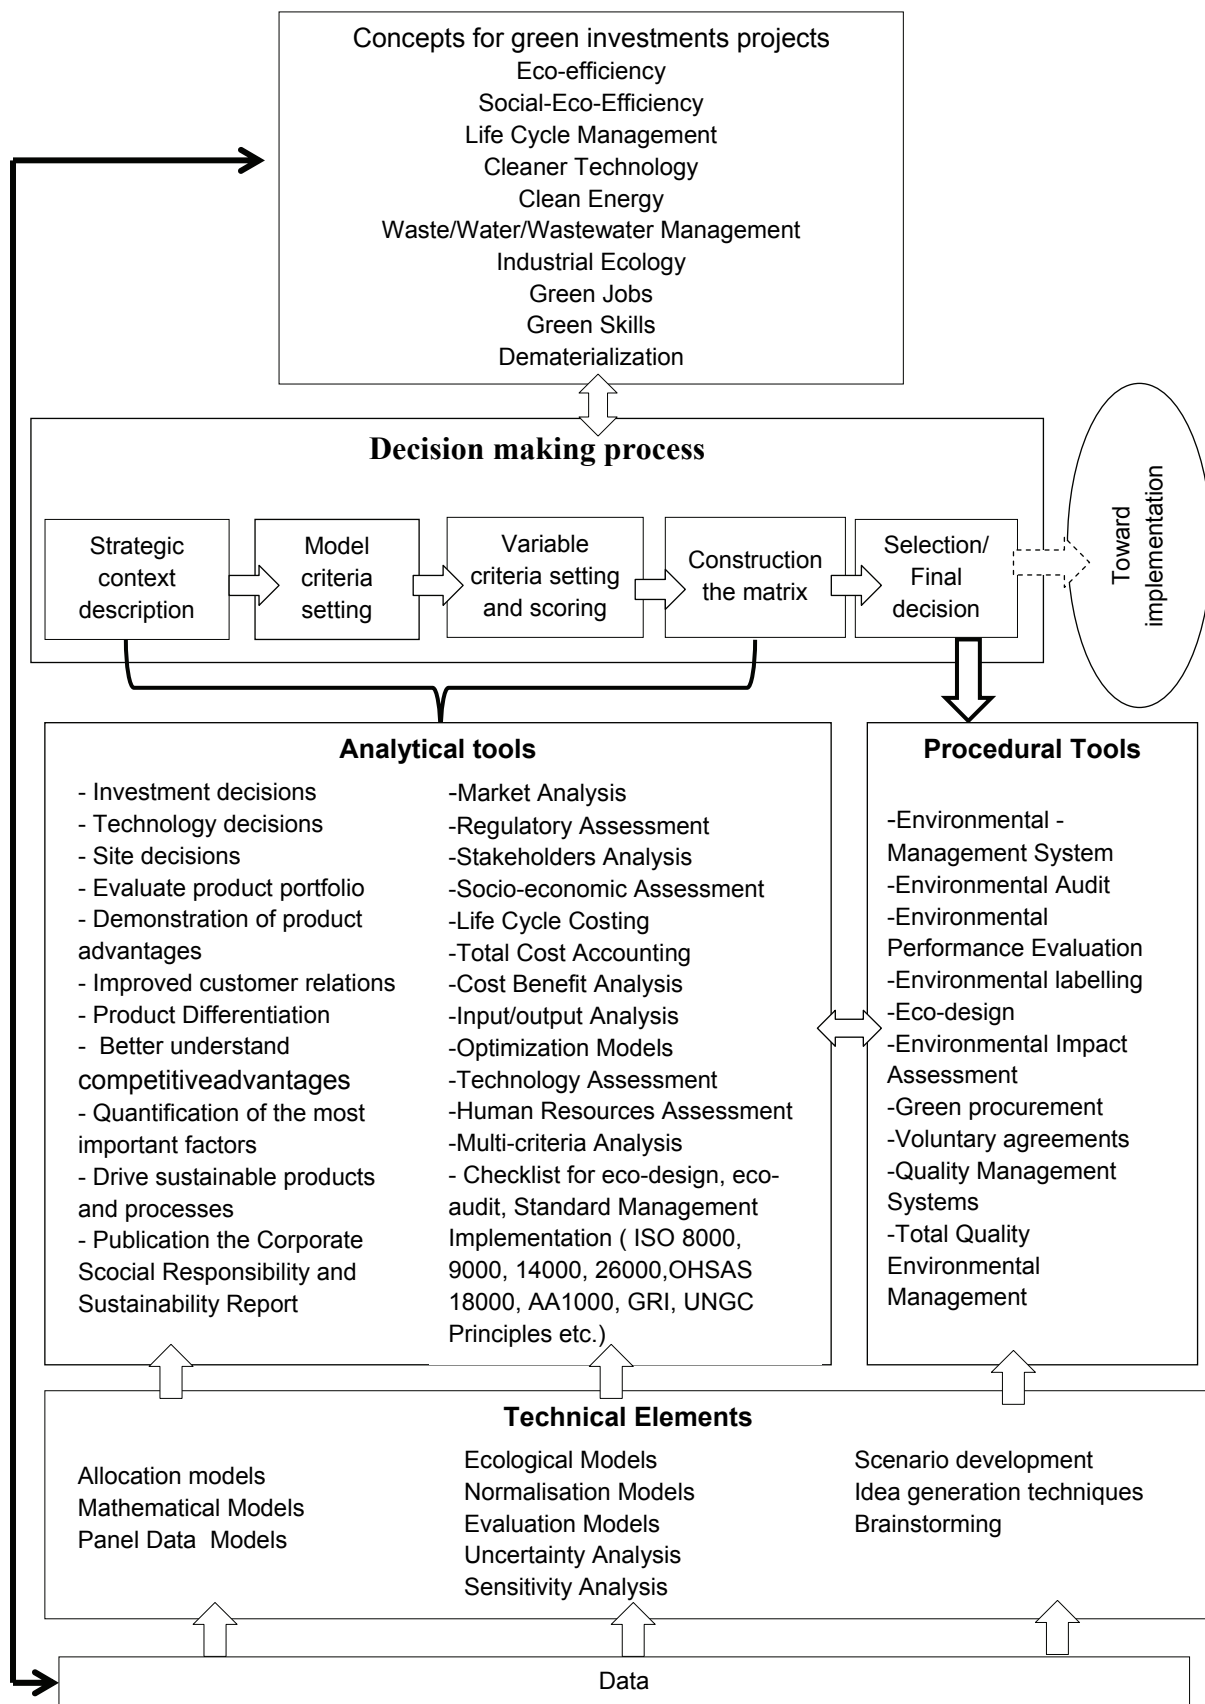 Concepts for green investments projects
Eco-efficiency
Social-Eco-Efficiency
Life Cycle Management
Cleaner Technology
Clean Energy
Waste/Water/Wastewater Management
Industrial Ecology
Green Jobs
Green Skills
Dematerialization
Decision making process
Strategic
context
description
Model
criteria
setting
Variable
criteria setting
and scoring
Construction
the matrix
Selection/
Final
decision
Toward
implementation
Analytical tools
- Investment decisions
- Technology decisions
- Site decisions
- Evaluate product portfolio
- Demonstration of product
advantages
- Improved customer relations
- Product Differentiation
-  Better understand
competitiveadvantages
- Quantification of the most
important factors
- Drive sustainable products
and processes
- Publication the Corporate
Scocial Responsibility and
Sustainability Report
-Market Analysis
-Regulatory Assessment
-Stakeholders Analysis
-Socio-economic Assessment
-Life Cycle Costing
-Total Cost Accounting
-Cost Benefit Analysis
-Input/output Analysis
-Optimization Models
-Technology Assessment
-Human Resources Assessment
-Multi-criteria Analysis
- Checklist for eco-design, eco-
audit, Standard Management
Implementation ( ISO 8000,
9000, 14000, 26000,OHSAS
18000, AA1000, GRI, UNGC
Principles etc.)
Procedural Tools
-Environmental -
Management System
-Environmental Audit
-Environmental
Performance Evaluation
-Environmental labelling
-Eco-design
-Environmental Impact
Assessment
-Green procurement
-Voluntary agreements
-Quality Management
Systems
-Total Quality
Environmental
Management
Technical Elements
Allocation models
Mathematical Models
Panel Data  Models
Ecological Models
Normalisation Models
Evaluation Models
Uncertainty Analysis
Sensitivity Analysis
Scenario development
Idea generation techniques
Brainstorming
Data